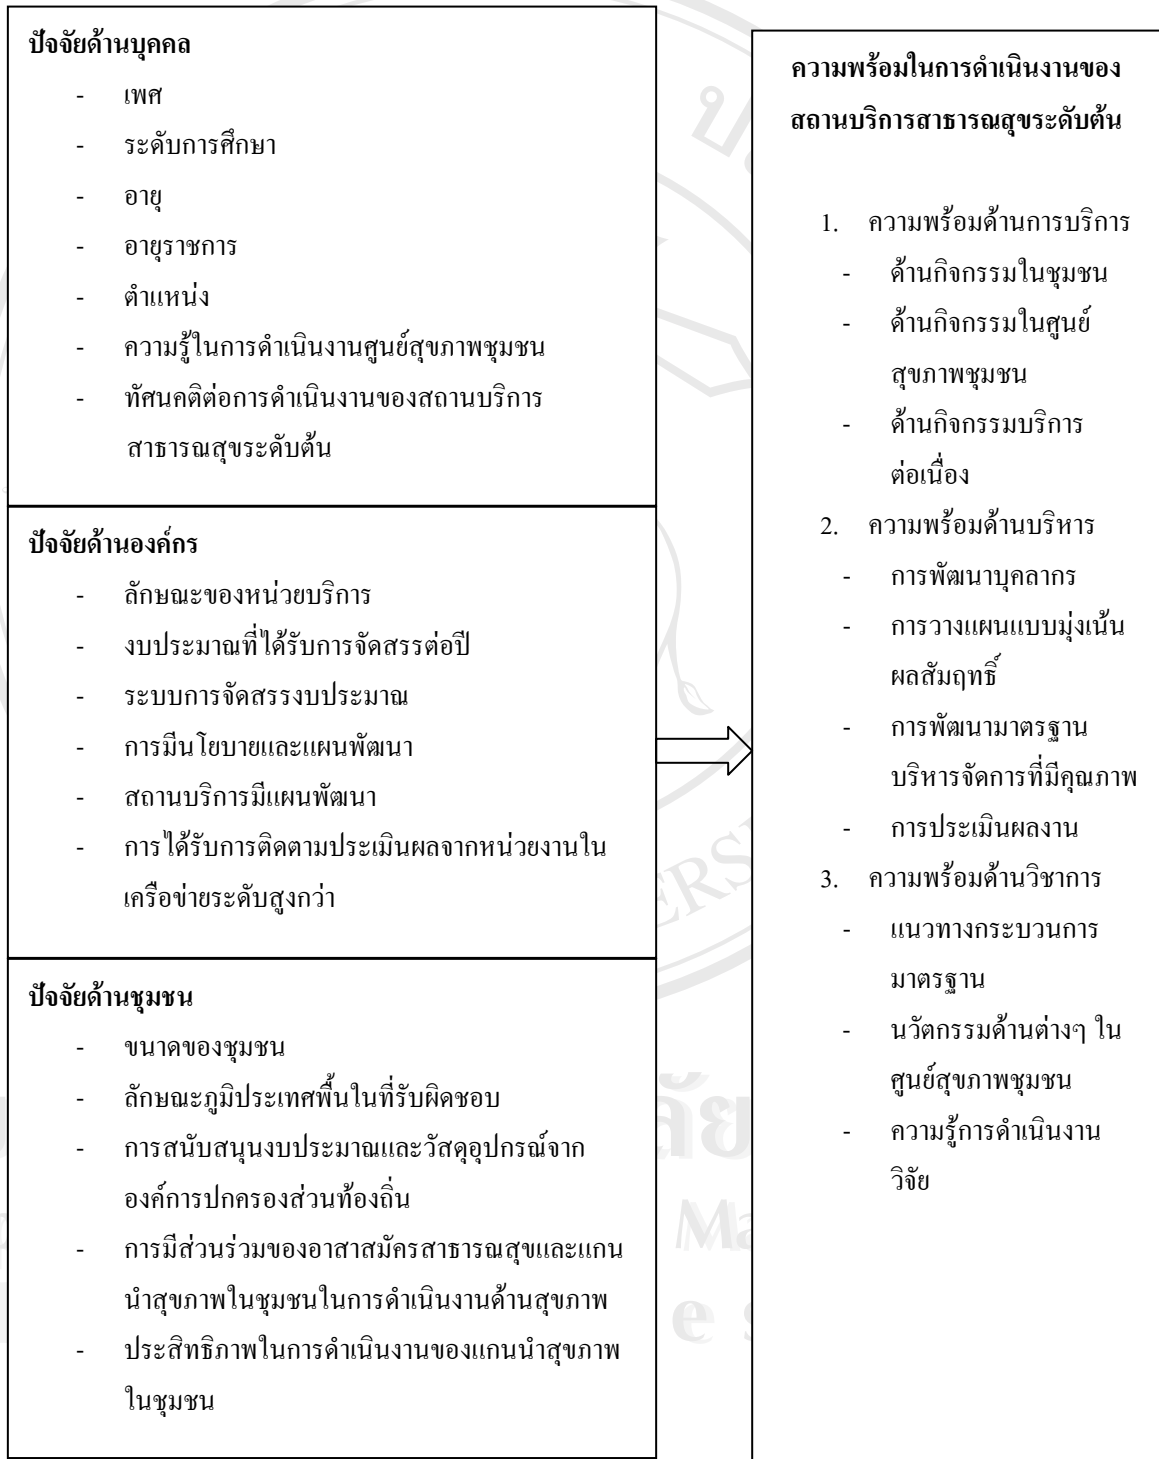 ปัจจัยด้านบุคคล
- เพศ
- ระดับการศึกษา
- อายุ
- อายุราชการ
- ตำแหน่ง
- ความรู้ในการดำเนินงานศูนย์สุขภาพชุมชน
- ทัศนคติต่อการดำเนินงานของสถานบริการ
สาธารณสุขระดับต้น
ปัจจัยด้านองค์กร
- ลักษณะของหน่วยบริการ
- งบประมาณที่ได้รับการจัดสรรต่อปี
- ระบบการจัดสรรงบประมาณ
- การมีนโยบายและแผนพัฒนา
- สถานบริการมีแผนพัฒนา
- การได้รับการติดตามประเมินผลจากหน่วยงานใน
เครือข่ายระดับสูงกว่า
ปัจจัยด้านชุมชน
- ขนาดของชุมชน
- ลักษณะภูมิประเทศพื้นในที่รับผิดชอบ
- การสนับสนุนงบประมาณและวัสดุอุปกรณ์จาก
องค์การปกครองส่วนท้องถิ่น
- การมีส่วนร่วมของอาสาสมัครสาธารณสุขและแกน
นำสุขภาพในชุมชนในการดำเนินงานด้านสุขภาพ
- ประสิทธิภาพในการดำเนินงานของแกนนำสุขภาพ
ในชุมชน
ความพร้อมในการดำเนินงานของ
สถานบริการสาธารณสุขระดับต้น
1. ความพร้อมด้านการบริการ
- ด้านกิจกรรมในชุมชน
- ด้านกิจกรรมในศูนย์
สุขภาพชุมชน
- ด้านกิจกรรมบริการ
ต่อเนื่อง
2. ความพร้อมด้านบริหาร
- การพัฒนาบุคลากร
- การวางแผนแบบมุ่งเน้น
ผลสัมฤทธิ์
- การพัฒนามาตรฐาน
บริหารจัดการที่มีคุณภาพ
- การประเมินผลงาน
3. ความพร้อมด้านวิชาการ
- แนวทางกระบวนการ
มาตรฐาน
- นวัตกรรมด้านต่างๆ ใน
ศูนย์สุขภาพชุมชน
- ความรู้การดำเนินงาน
วิจัย